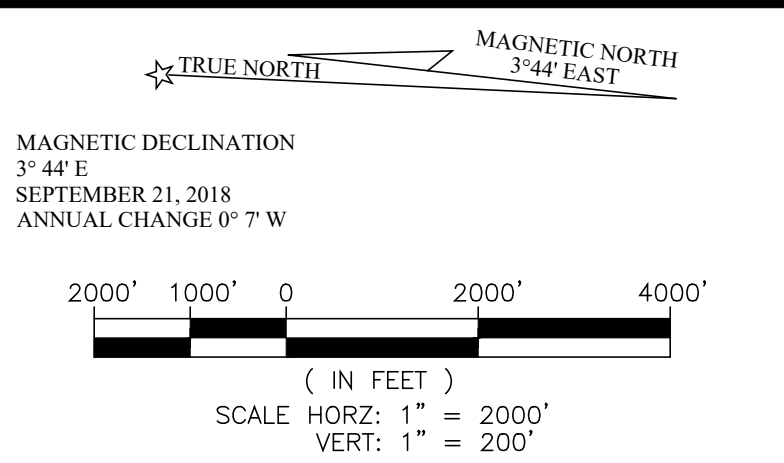 TRUE NORTH
MAGNETIC NORTH
3°44' EAST
MAGNETIC DECLINATION
3° 44' E
SEPTEMBER 21, 2018
ANNUAL CHANGE 0° 7' W
2000' 1000' 0 2000' 4000'
( IN FEET )
SCALE HORZ: 1" = 2000'
VERT: 1" = 200'